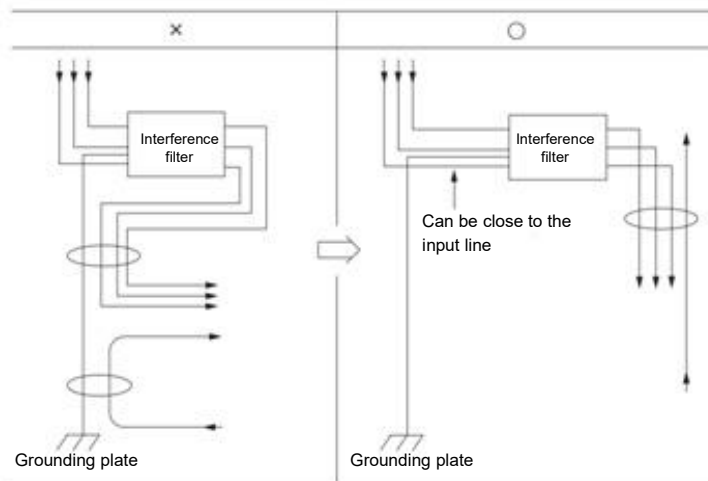 ×
○
Interference
filter
Grounding plate
Interference
filter
Can be close to the
input line
Grounding plate